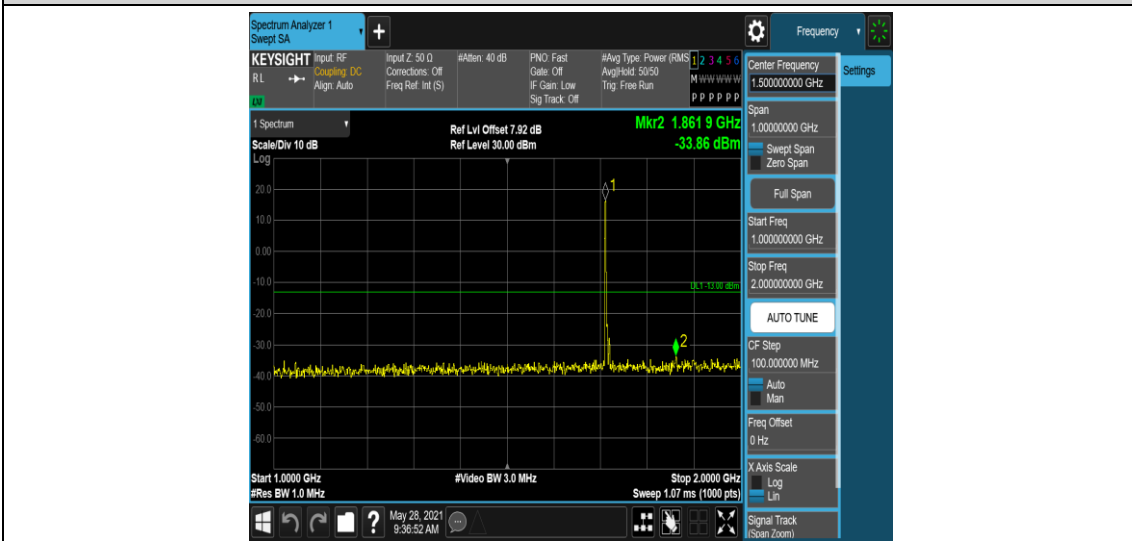 Spectrum Analyzer 1
Swept SA
+
Frequency
KEYSIGHT
RL
LXI
Input: RF
Coupling: DC
Align: Auto
Input Z: 50 Ω
Corrections: Off
Freq Ref: Int (S)
#Atten: 40 dB
PNO: Fast
Gate: Off
IF Gain: Low
Sig Track: Off
#Avg Type: Power (RMS
Avg|Hold: 50/50
Trig: Free Run
1 2 3 4 5 6
M W W W W W
P P P P P P
1 Spectrum
Scale/Div 10 dB
Ref Lvl Offset 7.92 dB
Ref Level 30.00 dBm
Mkr2 1.861 9 GHz
-33.86 dBm
Log
20.0
10.0
0.00
-10.0
-20.0
-30.0
-40.0
-50.0
-60.0
1
DL1 -13.00 dBm
2
Start 1.0000 GHz
#Res BW 1.0 MHz
#Video BW 3.0 MHz
Stop 2.0000 GHz
Sweep 1.07 ms (1000 pts)
?
May 28, 2021
9:36:52 AM
Center Frequency
1.500000000 GHz
Settings
Span
1.00000000 GHz
Swept Span
Zero Span
Full Span
Start Freq
1.000000000 GHz
Stop Freq
2.000000000 GHz
AUTO TUNE
CF Step
100.000000 MHz
Auto
Man
Freq Offset
0 Hz
X Axis Scale
Log
Lin
Signal Track
(Span Zoom)